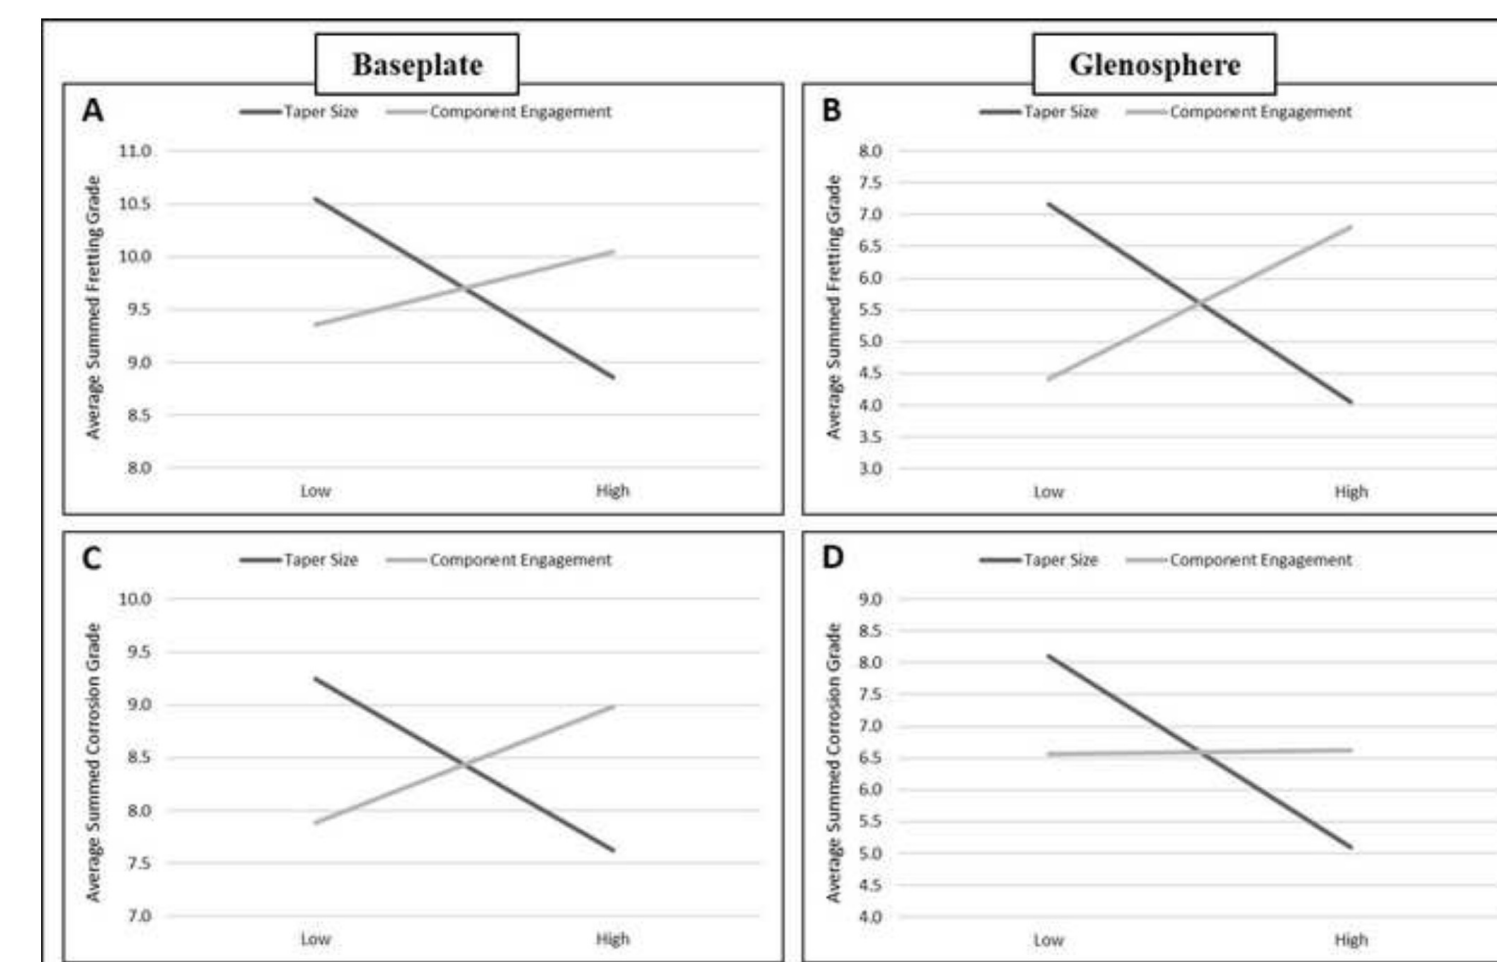 Baseplate
Glenosphere
A
Taper Size
Component Engagement
Average Summed Fretting Grade
11.0
10.5
10.0
9.5
9.0
8.5
8.0
Low
High
B
Taper Size
Component Engagement
Average Summed Fretting Grade
8.0
7.5
7.0
6.5
6.0
5.5
5.0
4.5
4.0
3.5
3.0
Low
High
C
Taper Size
Component Engagement
Average Summed Corrosion Grade
10.0
9.5
9.0
8.5
8.0
7.5
7.0
Low
High
D
Taper Size
Component Engagement
Average Summed Corrosion Grade
9.0
8.5
8.0
7.5
7.0
6.5
6.0
5.5
5.0
4.5
4.0
Low
High